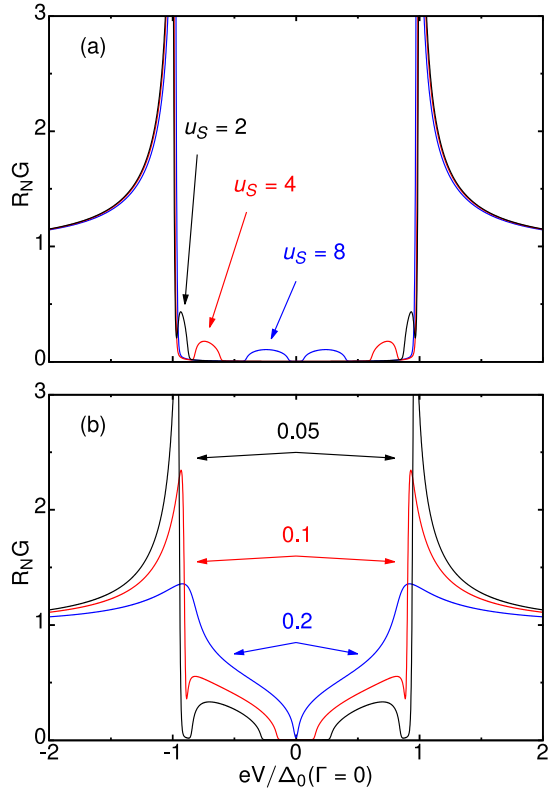 3
(a)
2
R_NG
u_S = 2
u_S = 4
1
u_S = 8
0
3
(b)
0.05
2
R_NG
0.1
1
0.2
0
-2 -1 0 1 2
eV/Δ_0(Γ = 0)